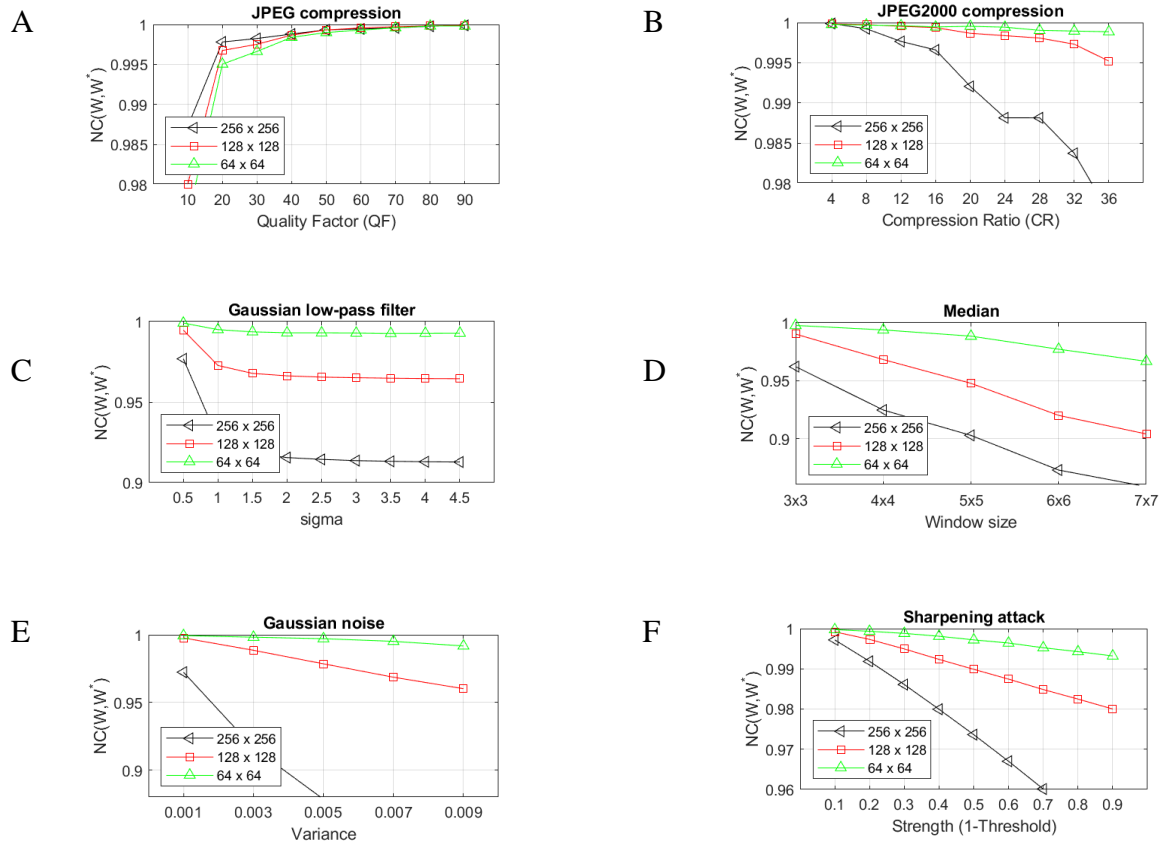 A
JPEG compression
NC(W,W*)
1
0.995
0.99
0.985
0.98
256 x 256
128 x 128
64 x 64
10 20 30 40 50 60 70 80 90
Quality Factor (QF)
B
JPEG2000 compression
NC(W,W*)
1
0.995
0.99
0.985
0.98
256 x 256
128 x 128
64 x 64
4 8 12 16 20 24 28 32 36
Compression Ratio (CR)
C
Gaussian low-pass filter
NC(W,W*)
1
0.95
0.9
256 x 256
128 x 128
64 x 64
0.5 1 1.5 2 2.5 3 3.5 4 4.5
sigma
D
Median
NC(W,W*)
1
0.95
0.9
256 x 256
128 x 128
64 x 64
3x3 4x4 5x5 6x6 7x7
Window size
E
Gaussian noise
NC(W,W*)
1
0.95
0.9
256 x 256
128 x 128
64 x 64
0.001 0.003 0.005 0.007 0.009
Variance
F
Sharpening attack
NC(W,W*)
1
0.99
0.98
0.97
0.96
256 x 256
128 x 128
64 x 64
0.1 0.2 0.3 0.4 0.5 0.6 0.7 0.8 0.9
Strength (1-Threshold)